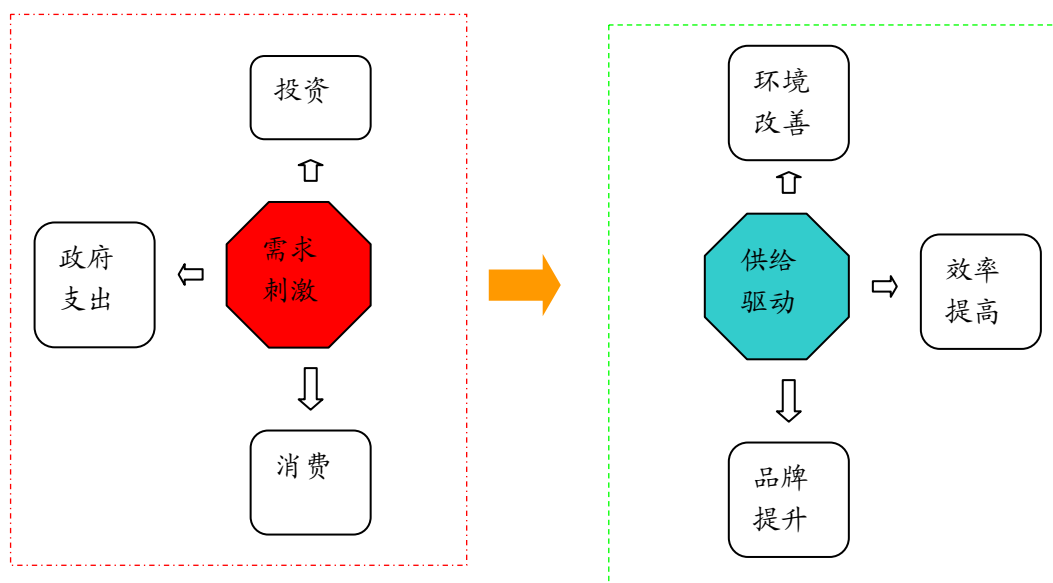 投资
政府
支出
需求
刺激
消费
环境
改善
供给
驱动
效率
提高
品牌
提升